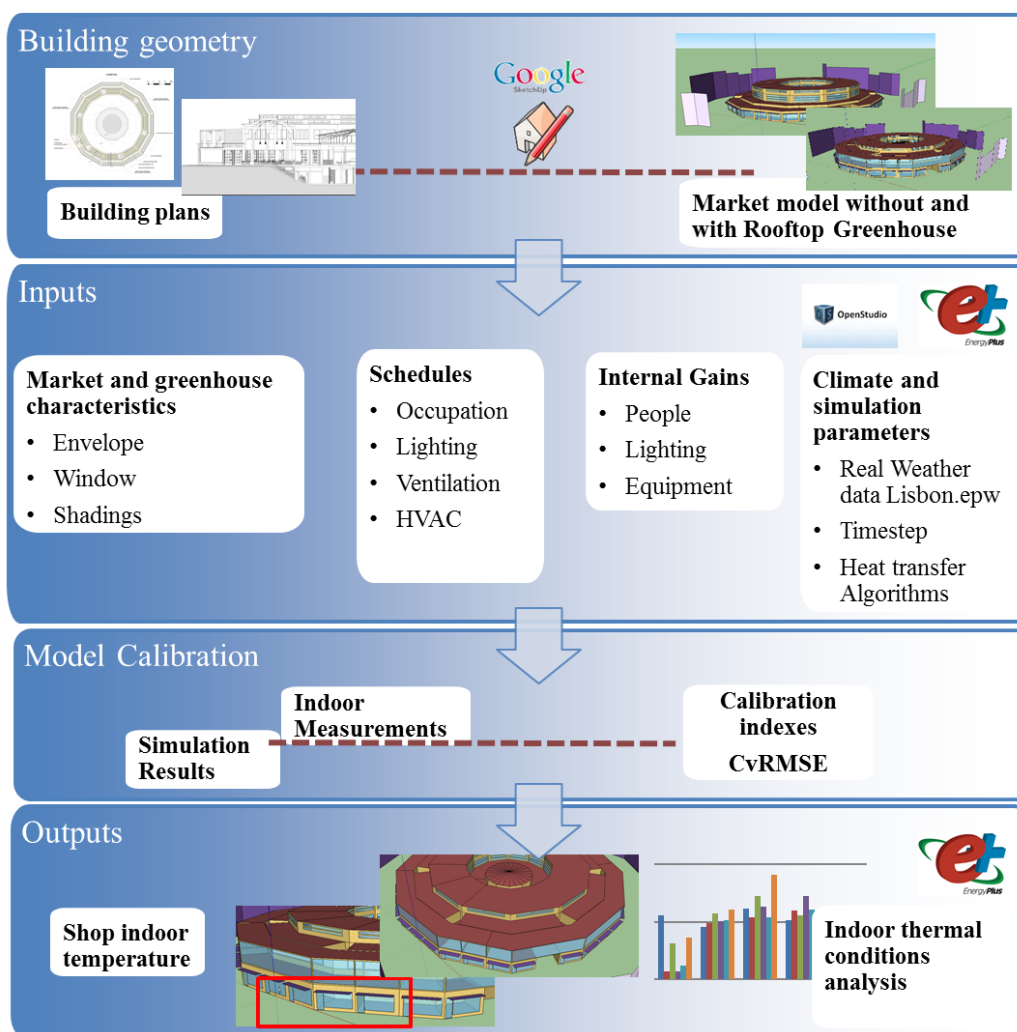 Building geometry
Google
SketchUp
Building plans
Market model without and
with Rooftop Greenhouse
Inputs
OpenStudio
e+
EnergyPlus
Market and greenhouse
characteristics
• Envelope
• Window
• Shadings
Schedules
• Occupation
• Lighting
• Ventilation
• HVAC
Internal Gains
• People
• Lighting
• Equipment
Climate and
simulation
parameters
• Real Weather
data Lisbon.epw
• Timestep
• Heat transfer
Algorithms
Model Calibration
Indoor
Measurements
Simulation
Results
Calibration
indexes
CvRMSE
Outputs
e+
EnergyPlus
Shop indoor
temperature
Indoor thermal
conditions
analysis